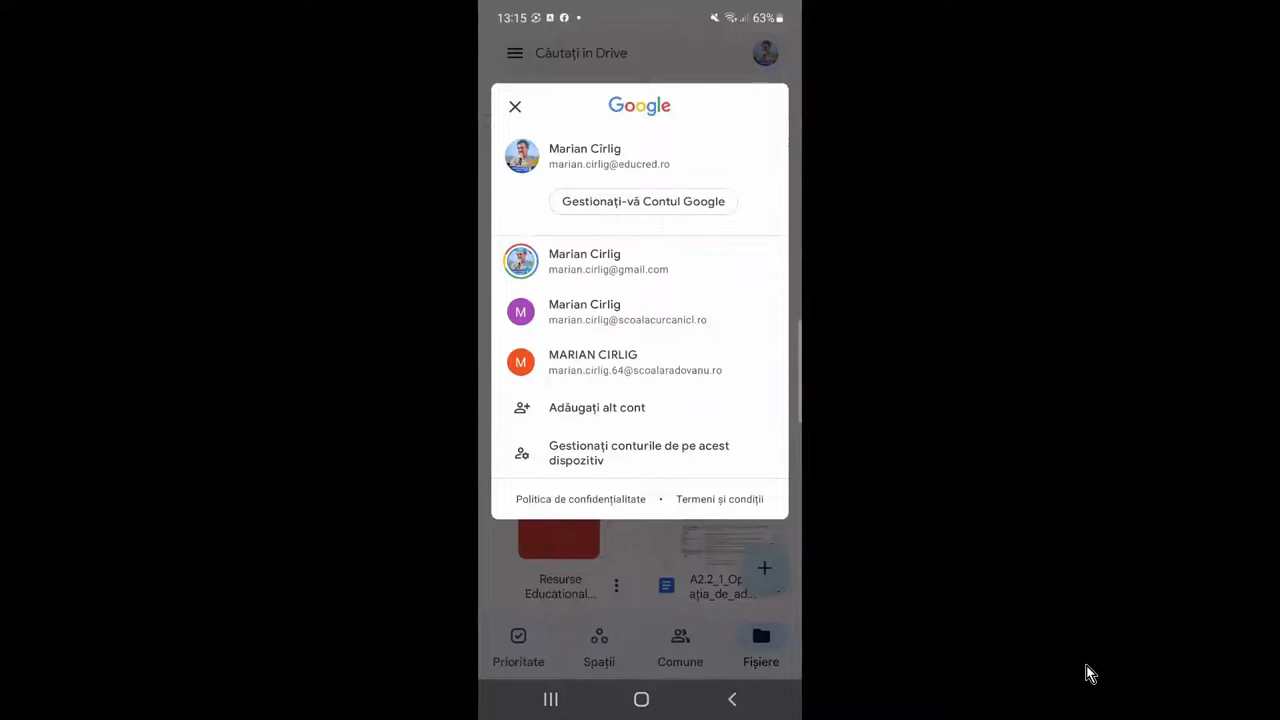 13:15
63%
Căutați în Drive
Google
Marian Cîrlig
marian.cirlig@educred.ro
Gestionați-vă Contul Google
Marian Cirlig
marian.cirlig@gmail.com
M
Marian Cirlig
marian.cirlig@scoalacurcanicl.ro
M
MARIAN CIRLIG
marian.cirlig.64@scoalaradovanu.ro
Adăugați alt cont
Gestionați conturile de pe acest
dispozitiv
Politica de confidențialitate • Termeni și condiții
Resurse
Educational...
A2.2_1_Op
ația_de_ad...
Prioritate
Spații
Comune
Fișiere